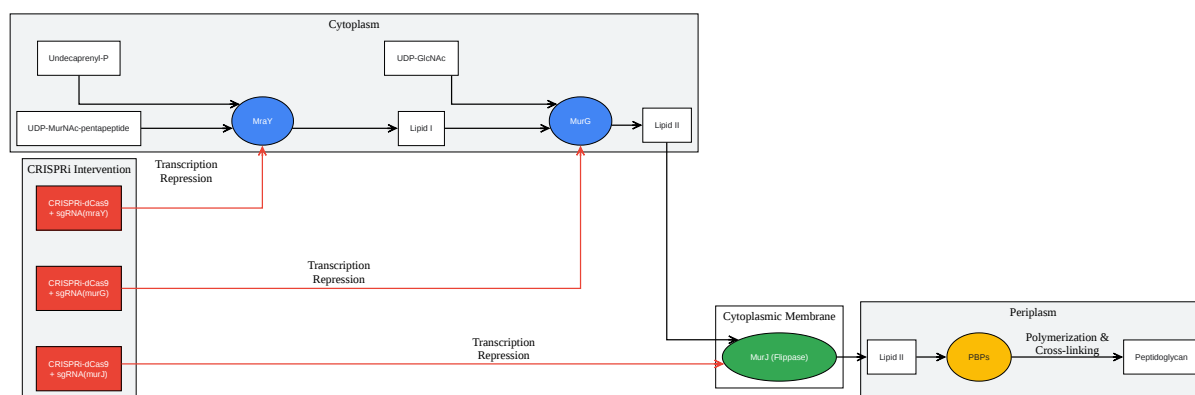 Cytoplasm
Undecaprenyl-P
UDP-GlcNAc
UDP-MurNAc-pentapeptide
MraY
Lipid I
MurG
Lipid II
CRISPRi Intervention
Transcription
Repression
CRISPRi-dCas9
+ sgRNA(mraY)
Transcription
Repression
CRISPRi-dCas9
+ sgRNA(murG)
Cytoplasmic Membrane
Periplasm
Transcription
Repression
CRISPRi-dCas9
+ sgRNA(murJ)
MurJ (Flippase)
Lipid II
PBPs
Polymerization &
Cross-linking
Peptidoglycan